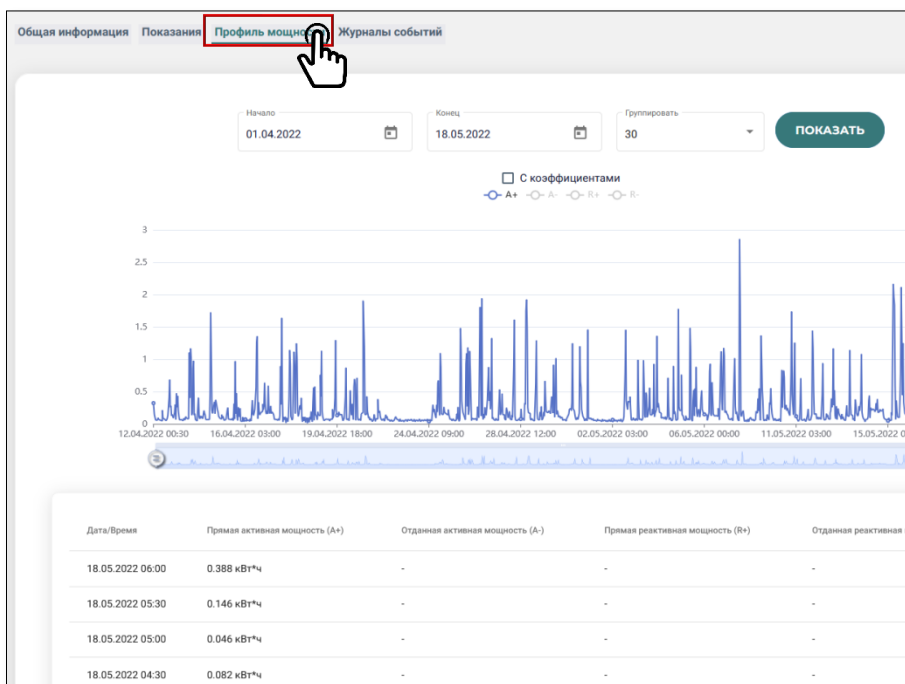 Общая информация Показания Профиль мощности Журналы событий
Начало Конец Группировать
01.04.2022 18.05.2022 30 ПОКАЗАТЬ
С коэффициентами
A+ A- R+ R-
3
2.5
2
1.5
1
0.5
0
12.04.2022 00:30 16.04.2022 03:00 19.04.2022 18:00 24.04.2022 09:00 28.04.2022 12:00 02.05.2022 03:00 06.05.2022 00:00 11.05.2022 03:00 15.05.2022 0
Дата/Время Прямая активная мощность (A+) Отданная активная мощность (A-) Прямая реактивная мощность (R+) Отданная реактивная
18.05.2022 06:00 0.388 кВт*ч - - -
18.05.2022 05:30 0.146 кВт*ч - - -
18.05.2022 05:00 0.046 кВт*ч - - -
18.05.2022 04:30 0.082 кВт*ч - - -